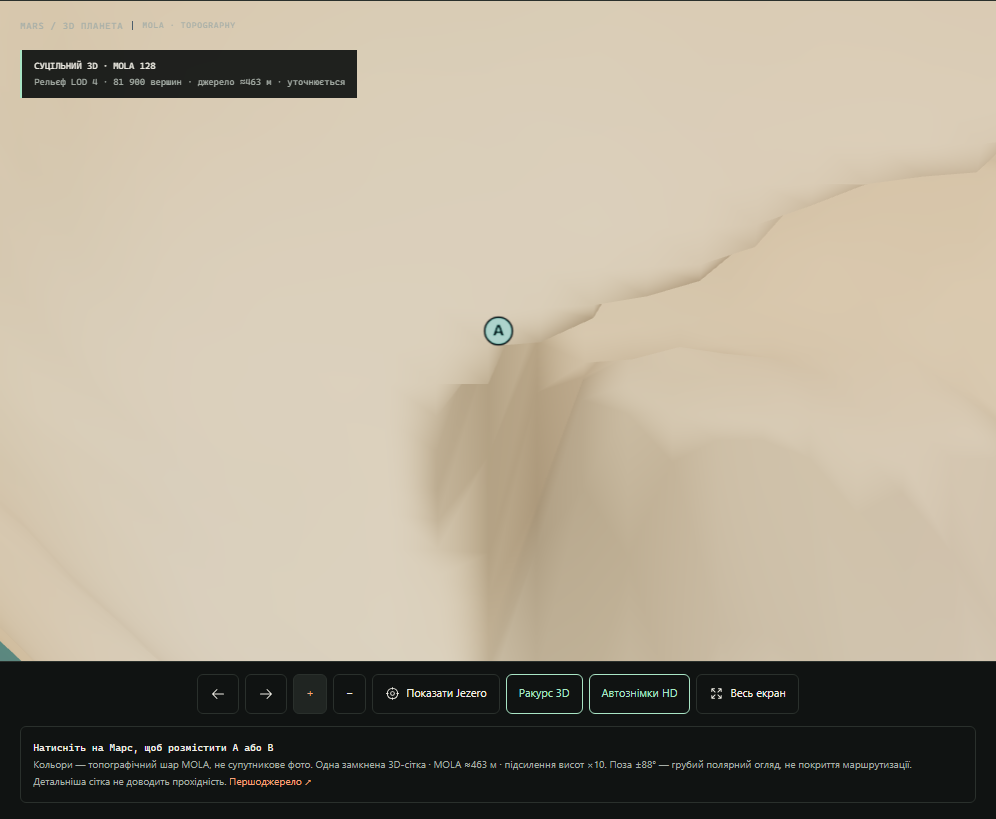 MARS / 3D ПЛАНЕТА | MOLA · TOPOGRAPHY
СУЦІЛЬНИЙ 3D · MOLA 128
Рельєф LOD 4 · 81 900 вершин · джерело ≈463 м · уточнюється
A
← → + − Показати Jezero Ракурс 3D Автознімки HD Весь екран
Натисніть на Марс, щоб розмістити A або B
Кольори — топографічний шар MOLA, не супутникове фото. Одна замкнена 3D-сітка · MOLA ≈463 м · підсилення висот ×10. Поза ±88° — грубий полярний огляд, не покриття маршрутизації.
Детальніша сітка не доводить прохідність. Першоджерело ↗